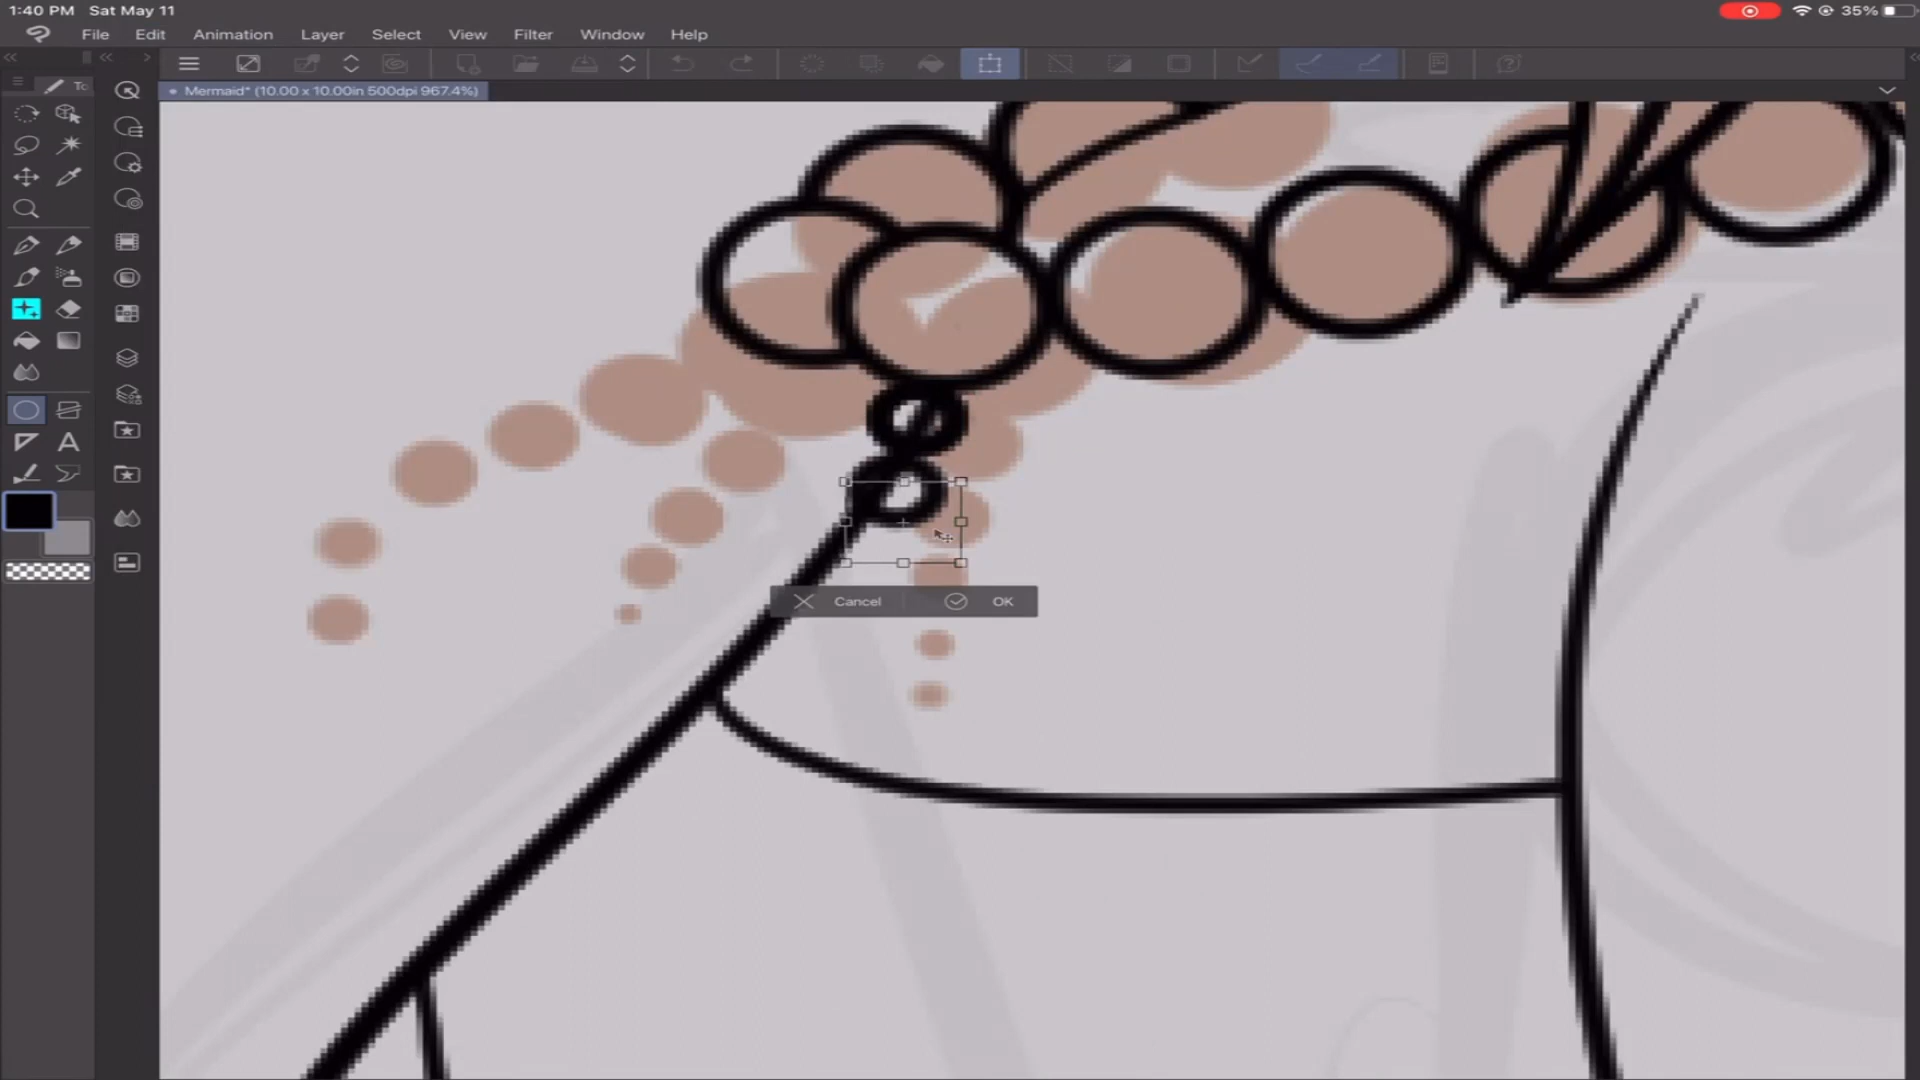 1:40 PM Sat May 11
35%
File Edit Animation Layer Select View Filter Window Help
Tc
Mermaid* (10.00 x 10.00in 500dpi 967.4%)
A
Cancel OK